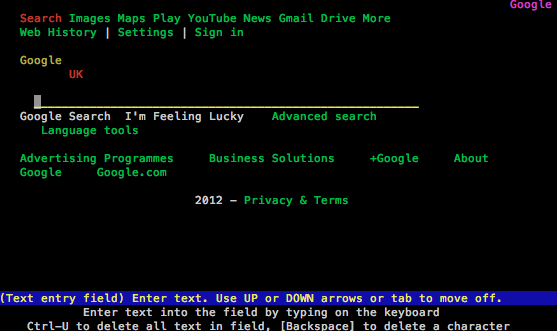 Google
Search Images Maps Play YouTube News Gmail Drive More
Web History | Settings | Sign in
Google
UK
Google Search I'm Feeling Lucky Advanced search
Language tools
Advertising Programmes Business Solutions +Google About
Google Google.com
2012 - Privacy & Terms
(Text entry field) Enter text. Use UP or DOWN arrows or tab to move off.
Enter text into the field by typing on the keyboard
Ctrl-U to delete all text in field, [Backspace] to delete a character